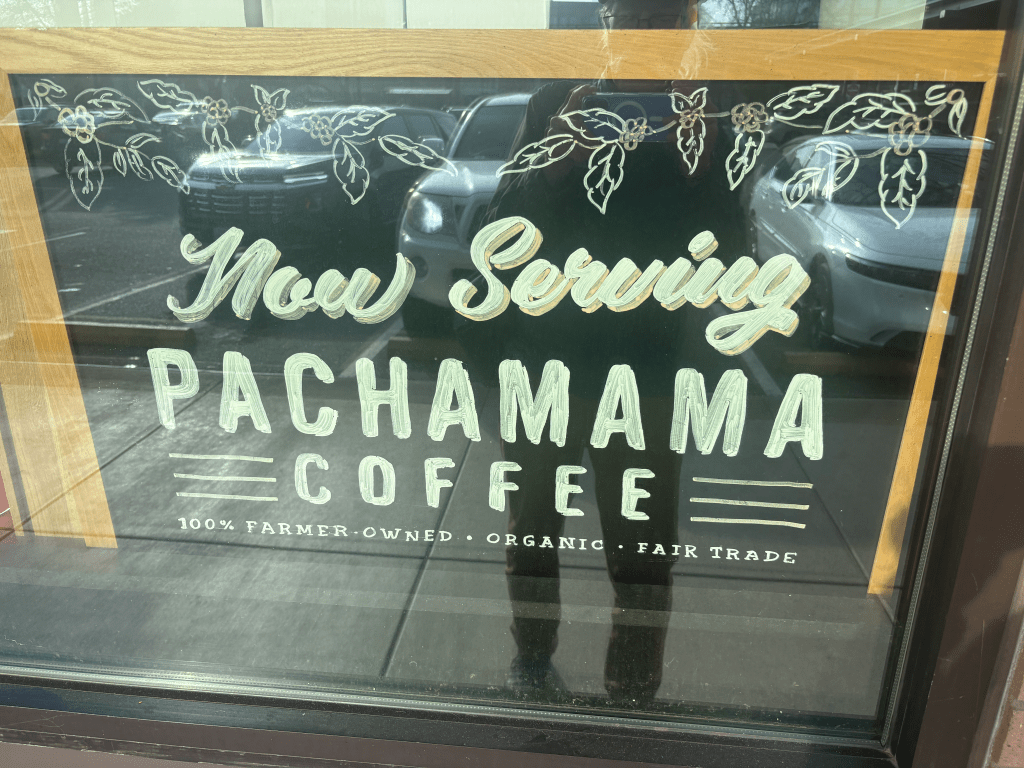 Now Serving
PACHAMAMA
COFFEE
100% FARMER-OWNED • ORGANIC • FAIR TRADE